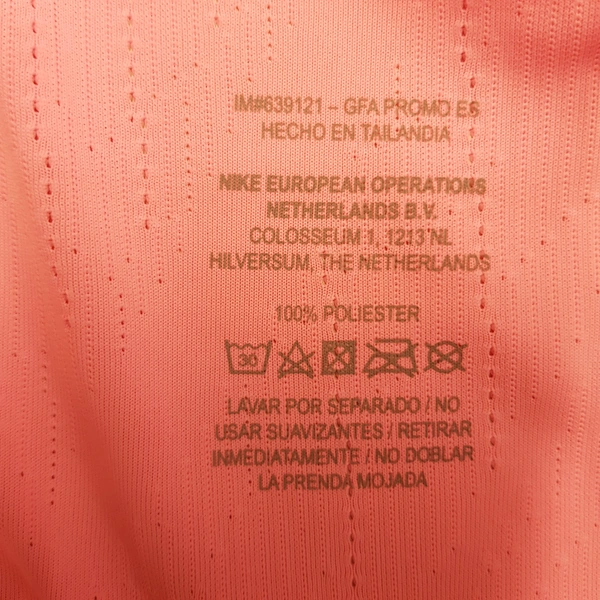 IM#639121 – GFA PROMO ES
HECHO EN TAILANDIA
NIKE EUROPEAN OPERATIONS
NETHERLANDS B.V.
COLOSSEUM 1, 1213 NL
HILVERSUM, THE NETHERLANDS
100% POLIESTER
30
LAVAR POR SEPARADO / NO
USAR SUAVIZANTES / RETIRAR
INMEDIATAMENTE / NO DOBLAR
LA PRENDA MOJADA